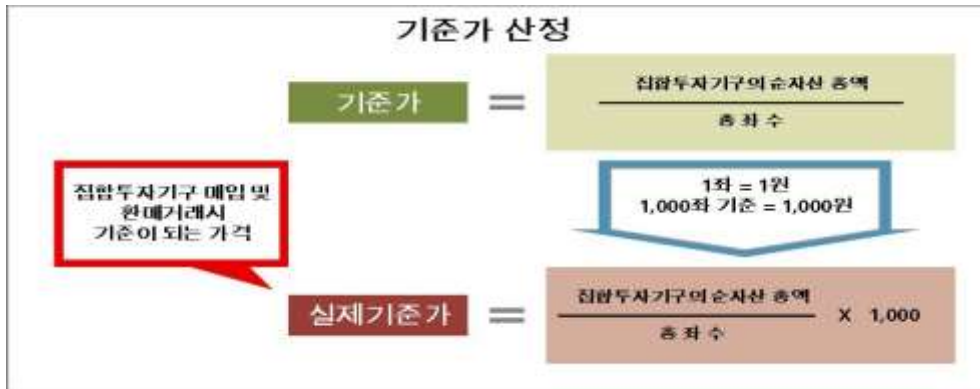 기준가 산정
기준가
=
집합투자기구의 순자산 총액
총 좌 수
집합투자기구 매입 및
환매거래시
기준이 되는 가격
1좌 = 1원
1,000좌 기준 = 1,000원
실제기준가
=
집합투자기구의 순자산 총액
총 좌 수
X 1,000